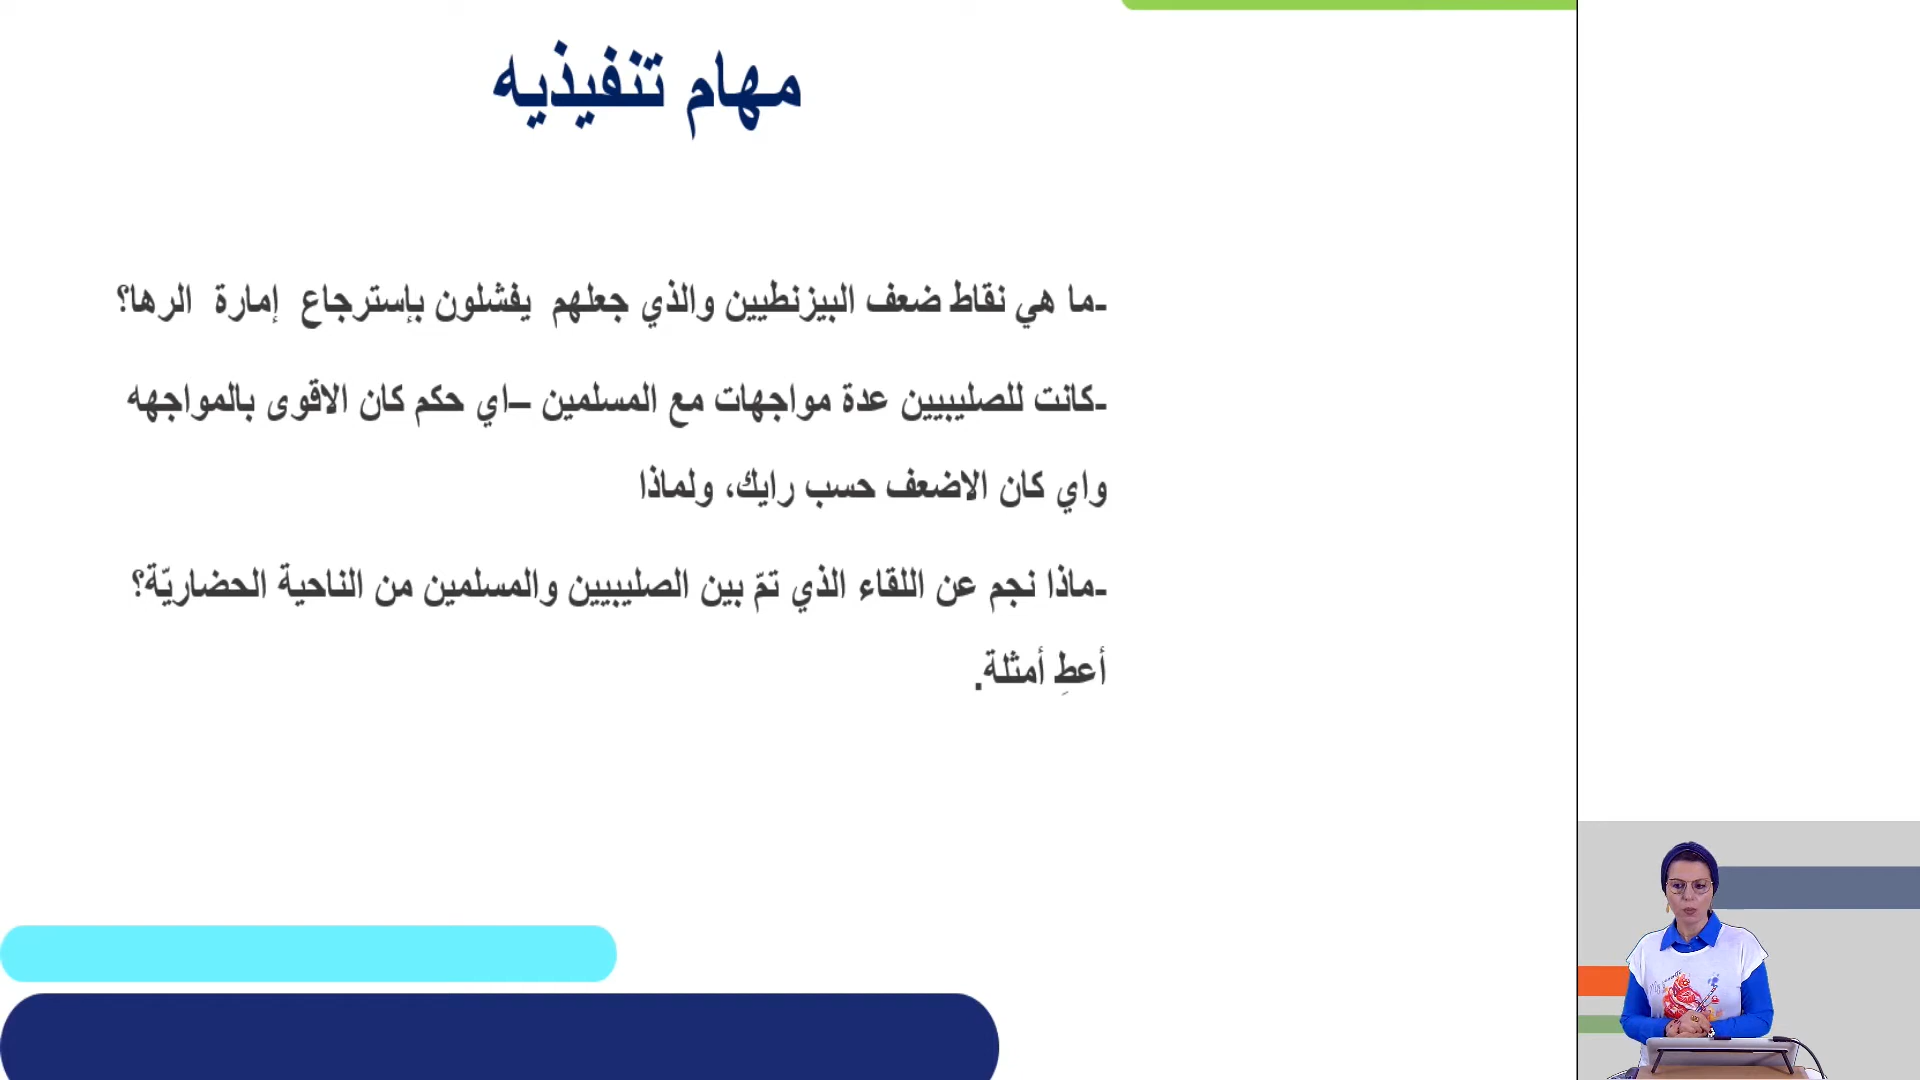 مهام تنفيذيه
-ما هي نقاط ضعف البيزنطيين والذي جعلهم يفشلون بإسترجاع إمارة الرها؟
-كانت للصليبيين عدة مواجهات مع المسلمين –اي حكم كان الاقوى بالمواجهه
واي كان الاضعف حسب رايك، ولماذا
-ماذا نجم عن اللقاء الذي تمّ بين الصليبيين والمسلمين من الناحية الحضاريّة؟
أعطِ أمثلة.